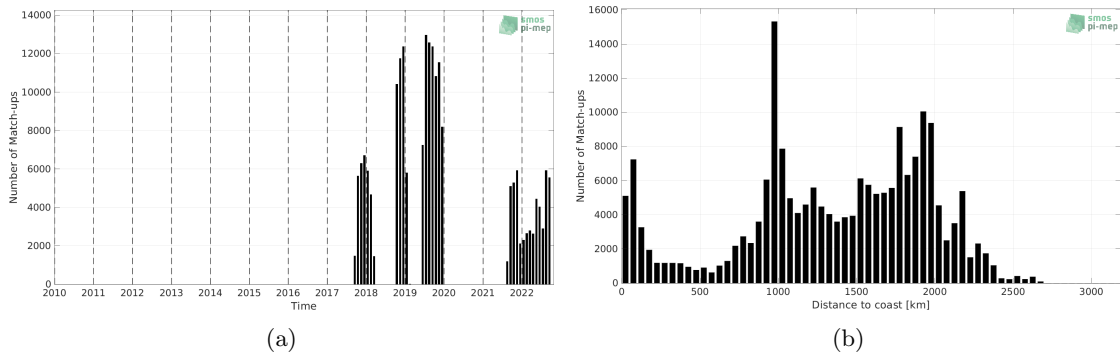 14000
12000
10000
8000
6000
4000
2000
0
Number of Match-ups
2010 2011 2012 2013 2014 2015 2016 2017 2018 2019 2020 2021 2022
Time
smos
pi-mep
(a)
16000
14000
12000
10000
8000
6000
4000
2000
0
Number of Match-ups
0 500 1000 1500 2000 2500 3000
Distance to coast [km]
smos
pi-mep
(b)